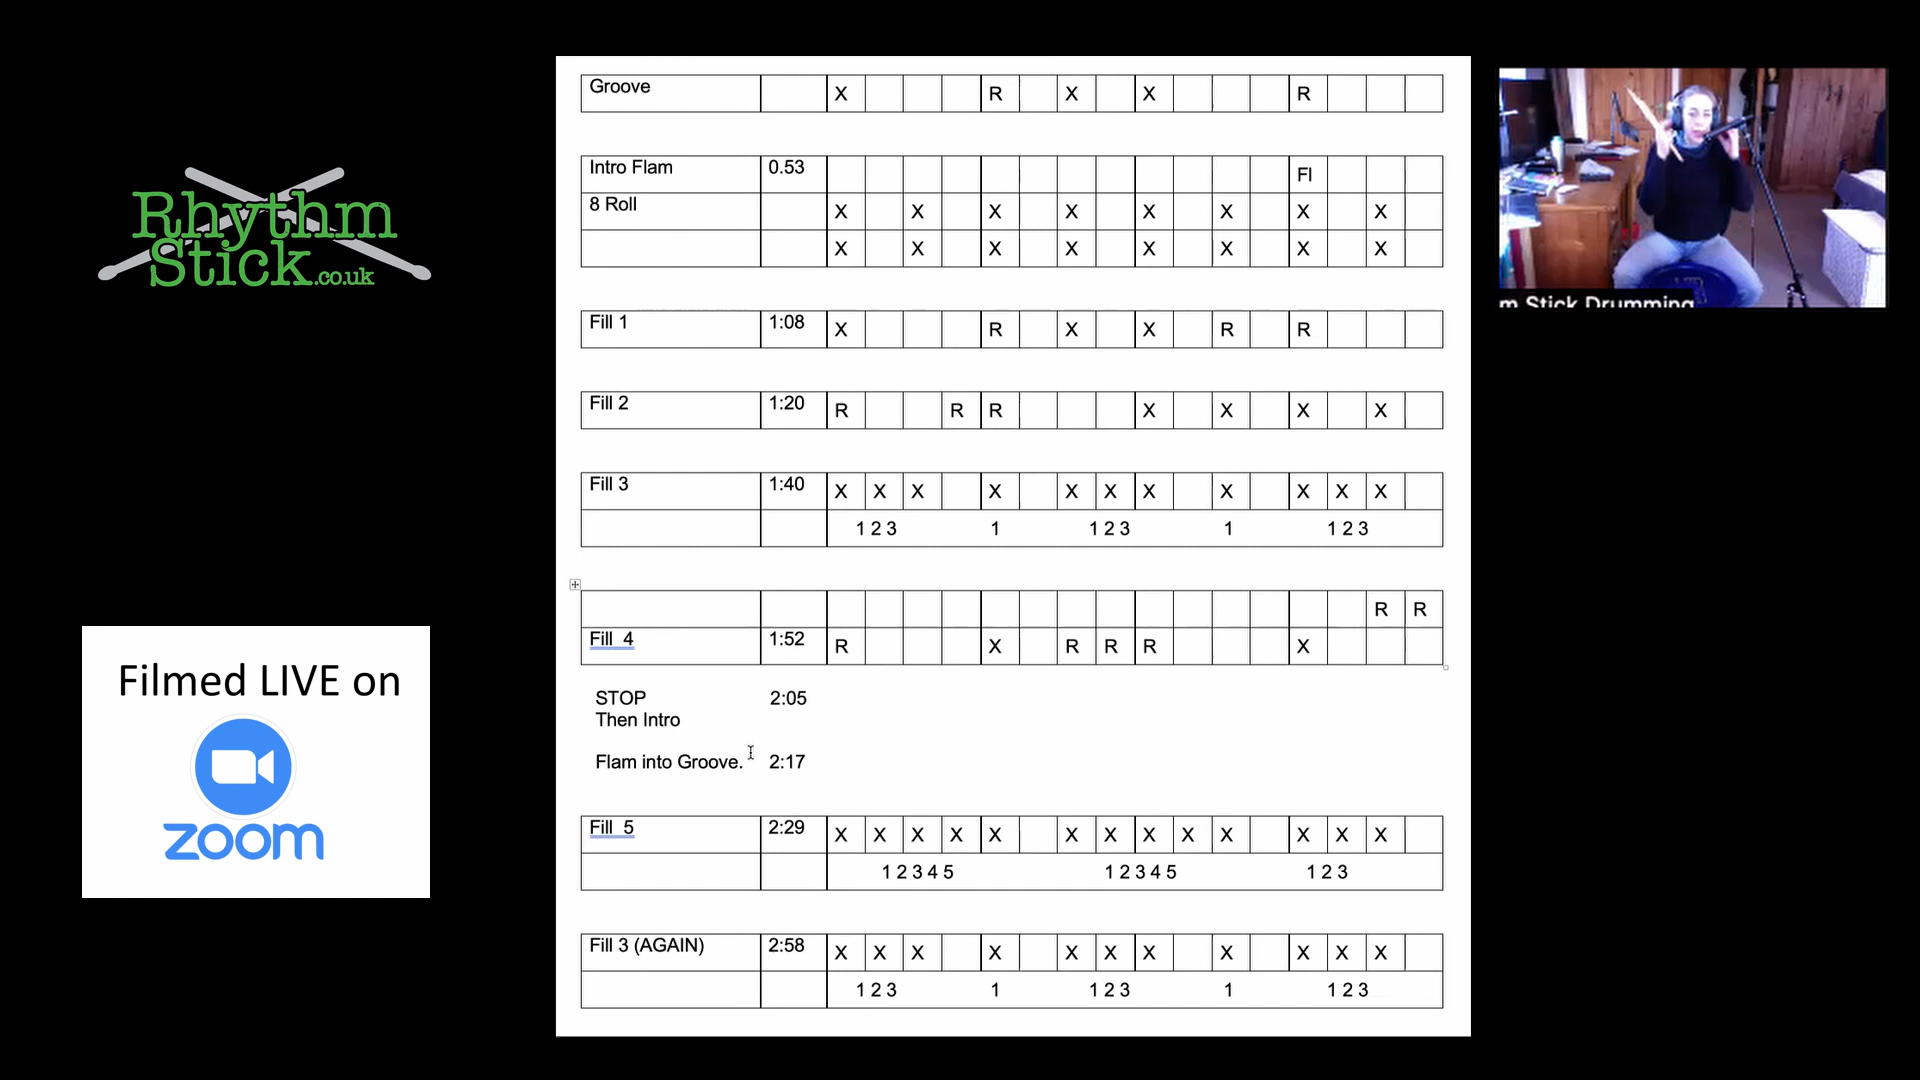 Rhythm
Stick.co.uk
Filmed LIVE on
zoom
Groove X R X X R
Intro Flam 0.53 Fl
8 Roll X X X X X X X X
X X X X X X X X
Fill 1 1:08 X R X X R R
Fill 2 1:20 R R R X X X X
Fill 3 1:40 X X X X X X X X X X X
1 2 3 1 1 2 3 1 1 2 3
R R
Fill 4 1:52 R X R R R X
STOP 2:05
Then Intro
Flam into Groove. 2:17
Fill 5 2:29 X X X X X X X X X X X X X
1 2 3 4 5 1 2 3 4 5 1 2 3
Fill 3 (AGAIN) 2:58 X X X X X X X X X X X
1 2 3 1 1 2 3 1 1 2 3
m Stick Drumming